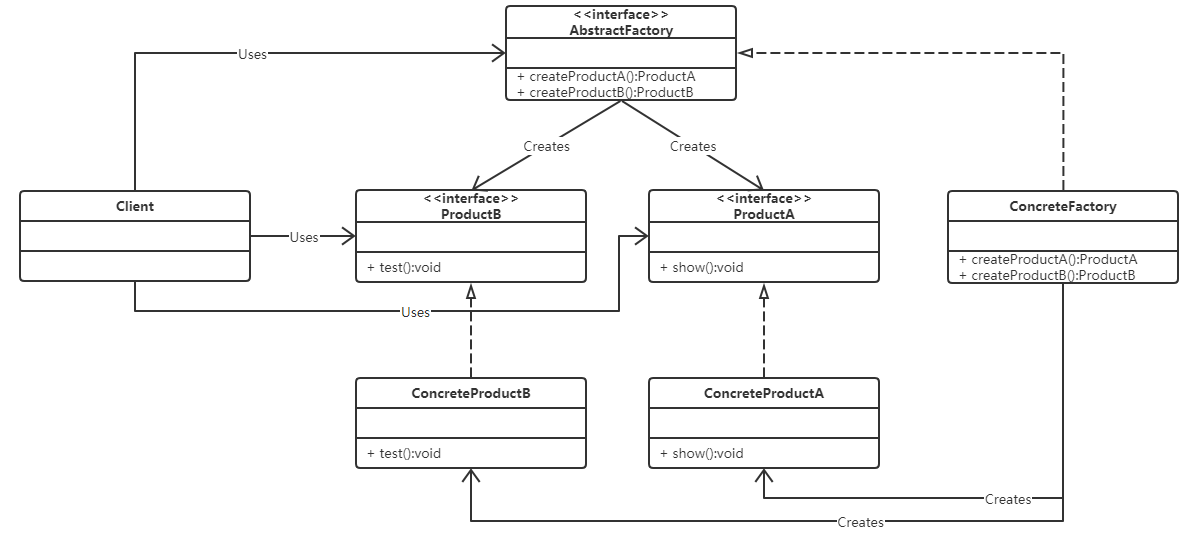 <<interface>>
AbstractFactory
+ createProductA():ProductA
+ createProductB():ProductB
Uses
Creates
Creates
Client
<<interface>>
ProductB
+ test():void
<<interface>>
ProductA
+ show():void
ConcreteFactory
+ createProductA():ProductA
+ createProductB():ProductB
Uses
Uses
ConcreteProductB
+ test():void
ConcreteProductA
+ show():void
Creates
Creates